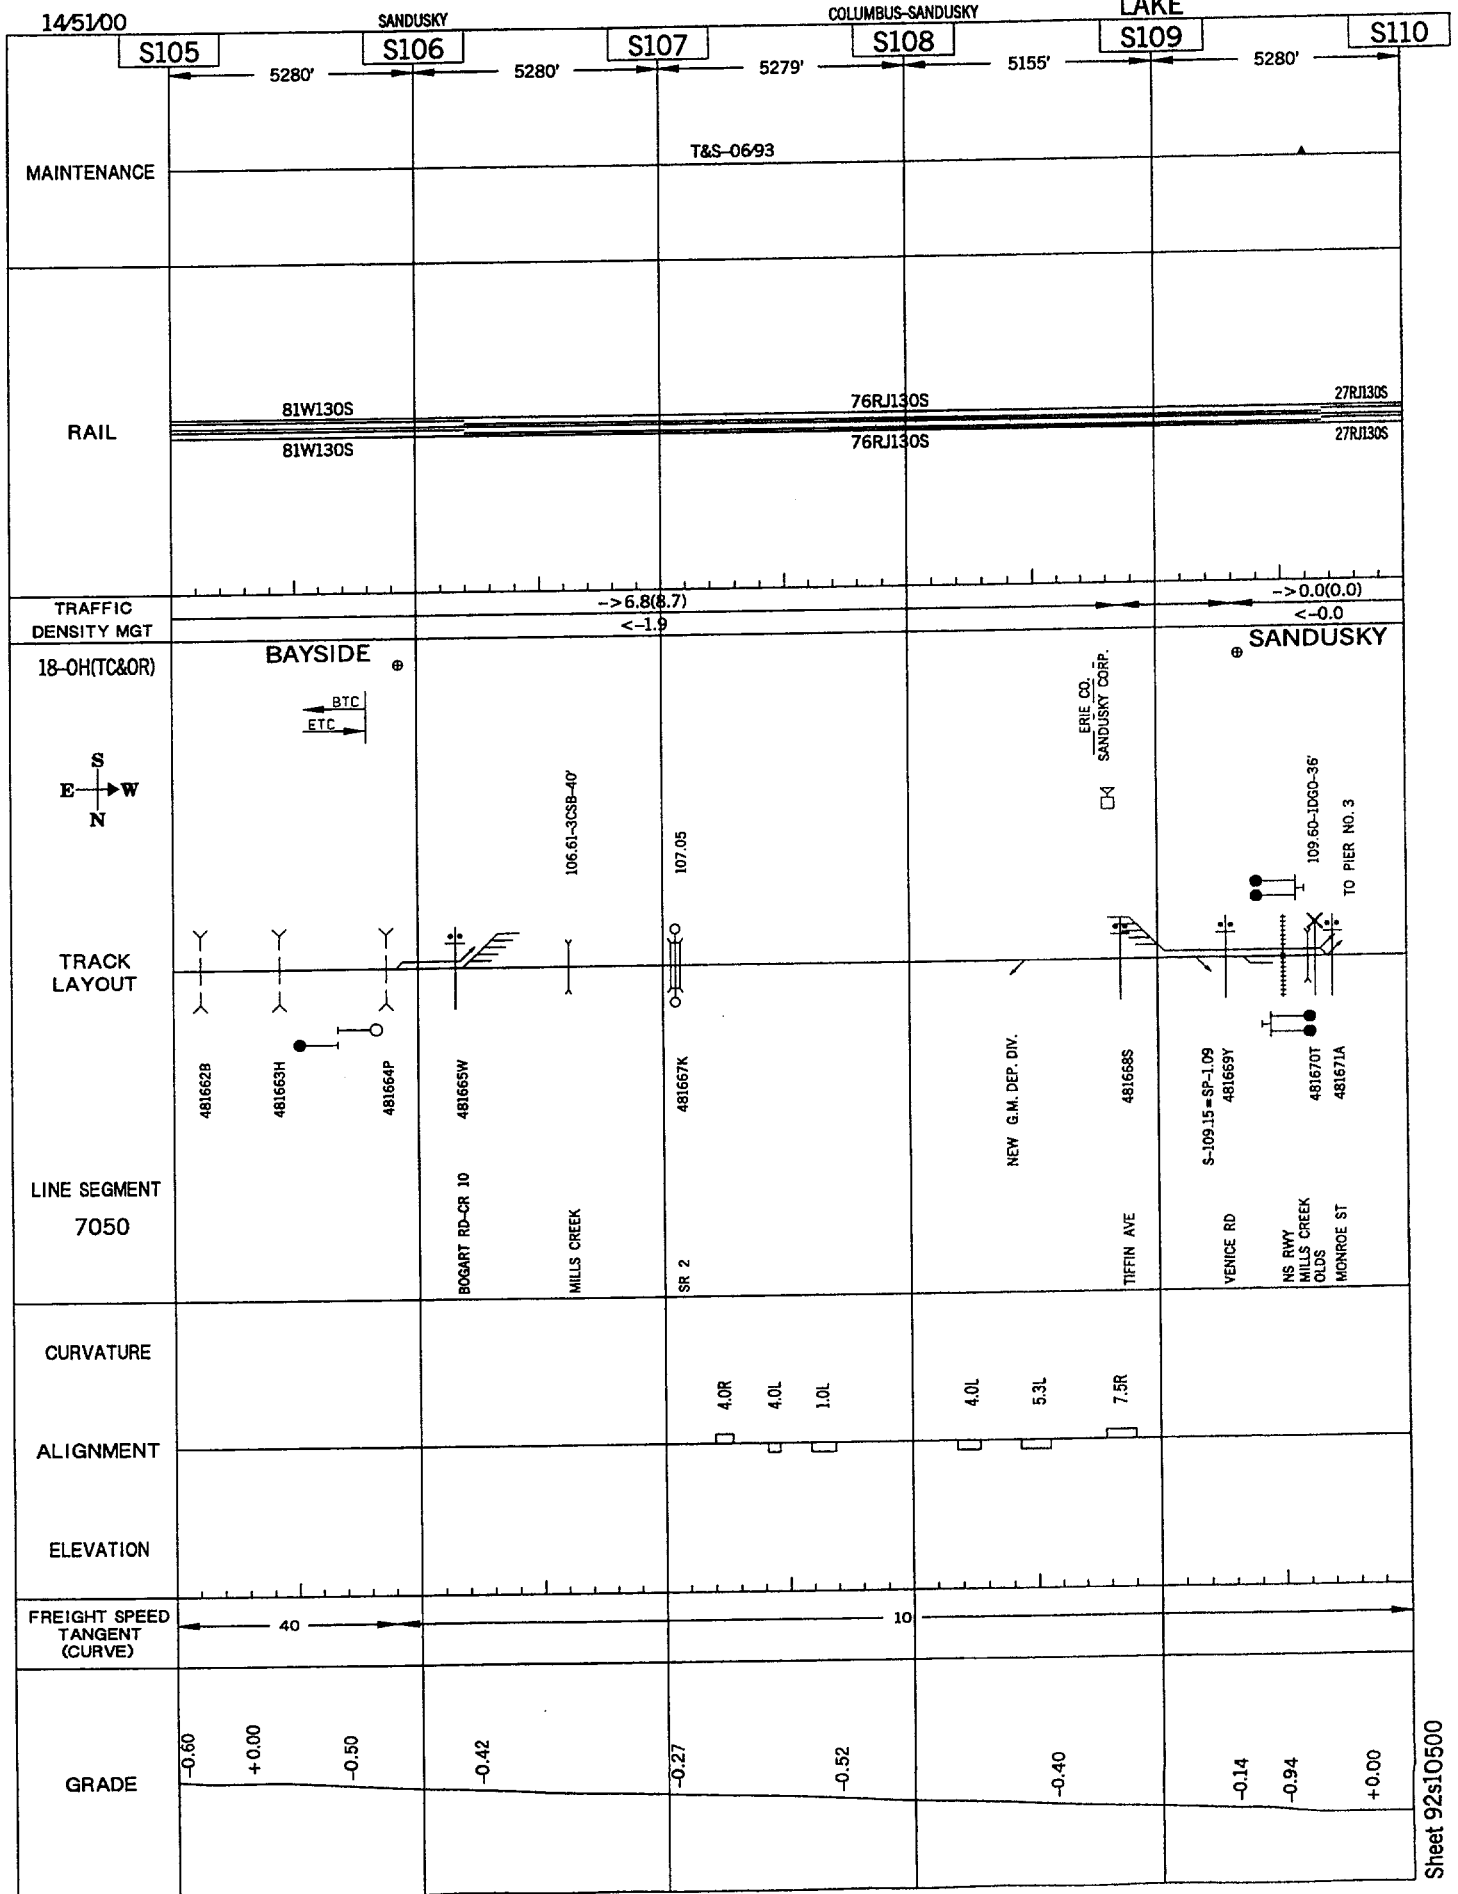 14/51/00
SANDUSKY
COLUMBUS-SANDUSKY
LAKE
S105
S106
S107
S108
S109
S110
5280'
5280'
5279'
5155'
5280'
MAINTENANCE
T&S-06/93
RAIL
81W130S
76RJ130S
27RJ130S
81W130S
76RJ130S
27RJ130S
TRAFFIC
DENSITY MGT
->6.8(8.7)
<-1.9
->0.0(0.0)
<-0.0
18-OH(TC&OR)
BAYSIDE
SANDUSKY
BTC
ETC
ERIE CO.
SANDUSKY CORP.
S
E
W
N
106.61-3CSB-40'
107.05
109.60-1DGO-36'
TO PIER NO. 3
TRACK
LAYOUT
481662B
481663H
481664P
481665W
481667K
NEW G.M. DEP. DIV.
481668S
S-109.15=SP-1.09
481669Y
481670T
481671A
LINE SEGMENT
7050
BOGART RD-CR 10
MILLS CREEK
SR 2
TIFFIN AVE
VENICE RD
NS RWY
MILLS CREEK
OLDS
MONROE ST
CURVATURE
4.0R
4.0L
1.0L
4.0L
5.3L
7.5R
ALIGNMENT
ELEVATION
FREIGHT SPEED
TANGENT
(CURVE)
40
10
GRADE
-0.60
+0.00
-0.50
-0.42
-0.27
-0.52
-0.40
-0.14
-0.94
+0.00
Sheet 92s10500